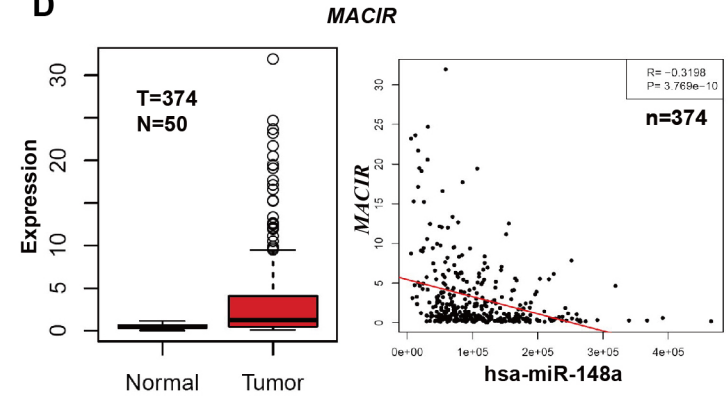 D
MACIR
Expression
30
20
10
5
0
T=374
N=50
Normal
Tumor
MACIR
30
25
20
15
10
5
0
R= −0.3198
P= 3.769e−10
n=374
0e+00 1e+05 2e+05 3e+05 4e+05
hsa-miR-148a